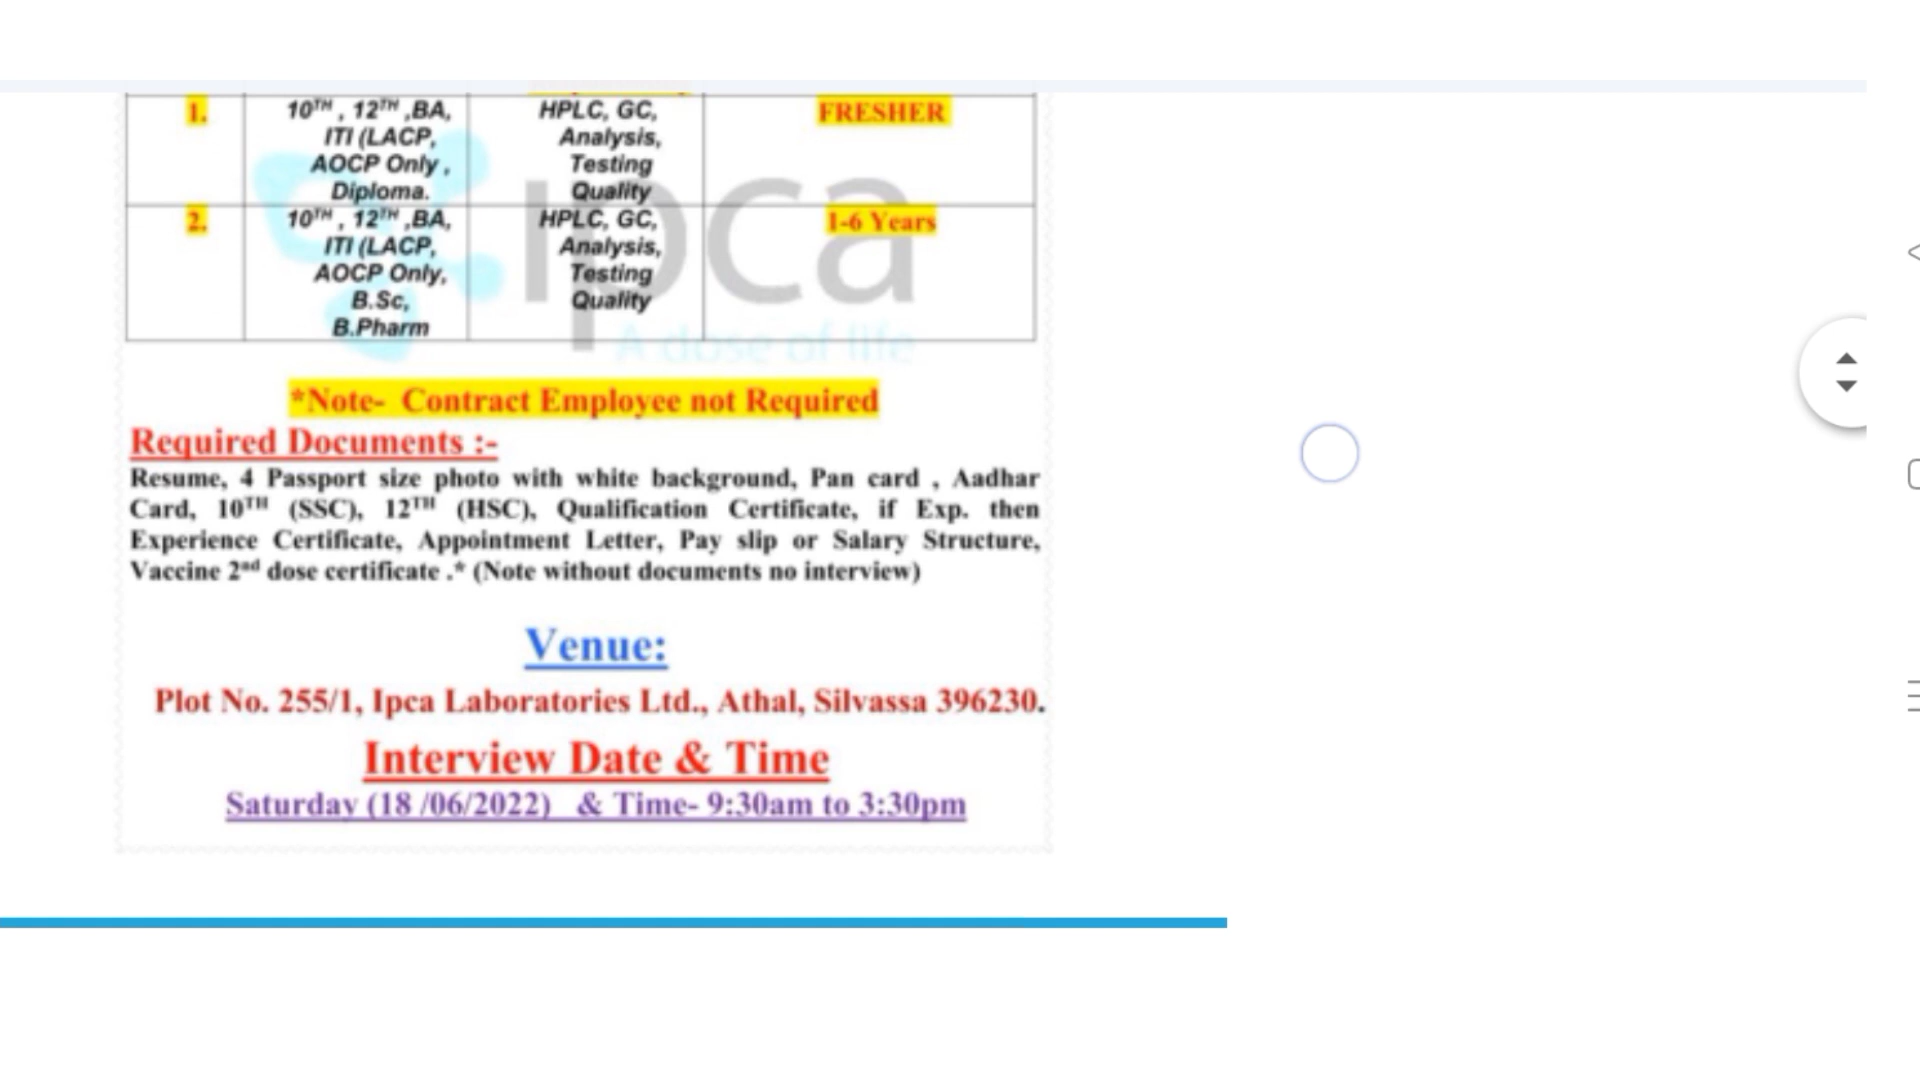 1.
10TH , 12TH ,BA,
ITI (LACP,
AOCP Only ,
Diploma.
HPLC, GC,
Analysis,
Testing
Quality
FRESHER
2.
10TH , 12TH ,BA,
ITI (LACP,
AOCP Only,
B.Sc,
B.Pharm
HPLC, GC,
Analysis,
Testing
Quality
1-6 Years
ipca
A dose of life
*Note- Contract Employee not Required
Required Documents :-
Resume, 4 Passport size photo with white background, Pan card , Aadhar
Card, 10TH (SSC), 12TH (HSC), Qualification Certificate, if Exp. then
Experience Certificate, Appointment Letter, Pay slip or Salary Structure,
Vaccine 2nd dose certificate .* (Note without documents no interview)
Venue:
Plot No. 255/1, Ipca Laboratories Ltd., Athal, Silvassa 396230.
Interview Date & Time
Saturday (18 /06/2022) & Time- 9:30am to 3:30pm